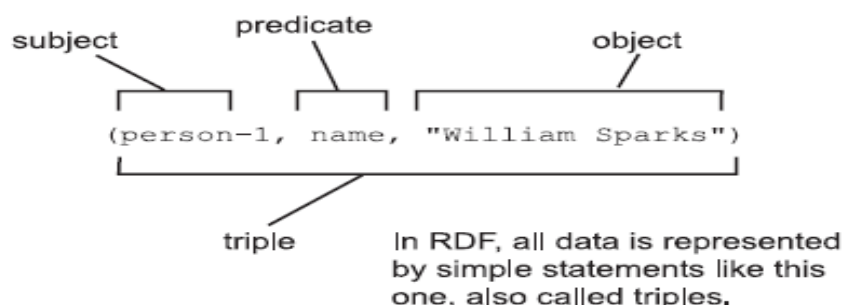 subject
predicate
object
(person-1, name, "William Sparks")
triple
In RDF, all data is represented
by simple statements like this
one, also called triples.